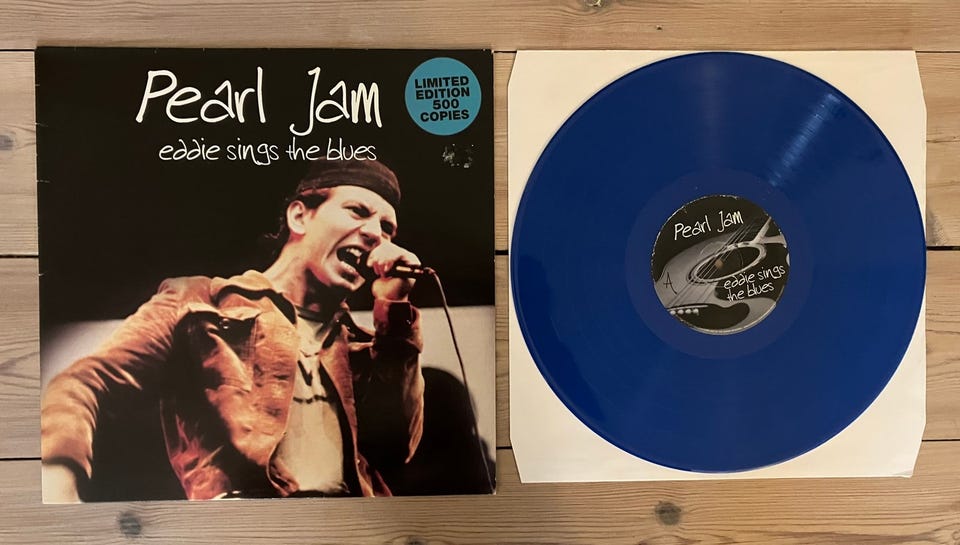 Pearl Jam
eddie sings the blues
LIMITED
EDITION
500
COPIES
Pearl Jam
A
eddie sings
the blues